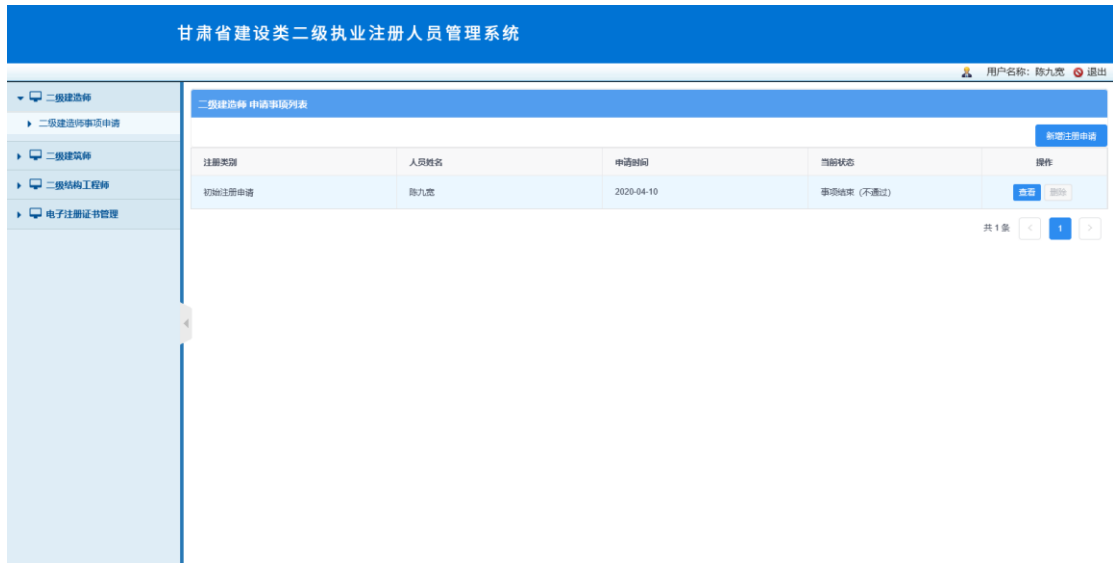 甘肃省建设类二级执业注册人员管理系统
用户名称：陈九宽 退出
二级建造师
二级建造师事项申请
二级建筑师
二级结构工程师
电子注册证书管理
二级建造师 申请事项列表
新增注册申请
注册类别 人员姓名 申请时间 当前状态 操作
初始注册申请 陈九宽 2020-04-10 事项结束（不通过） 查看 删除
共 1 条 < 1 >